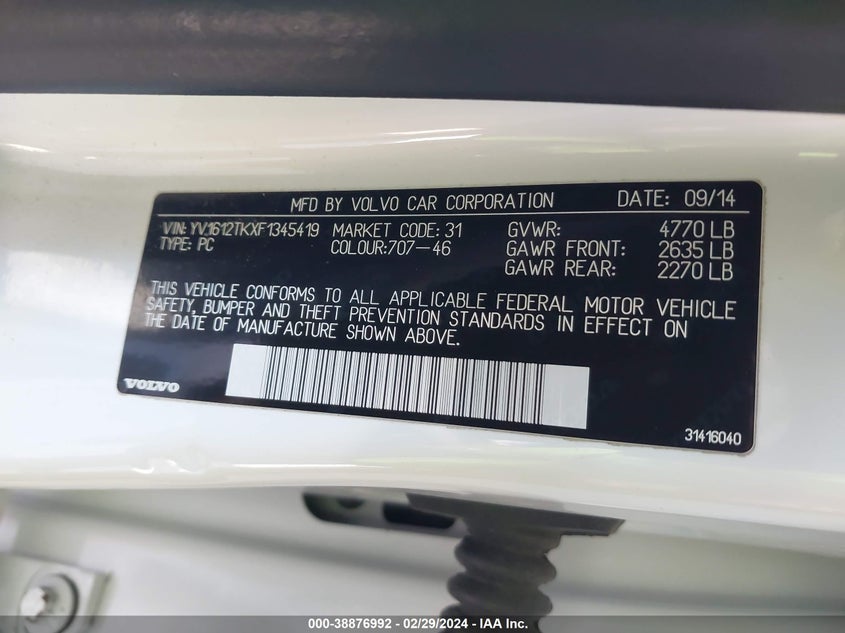 MFD BY VOLVO CAR CORPORATION DATE: 09/14
VIN: YV1612TKXF1345419 MARKET CODE: 31 GVWR: 4770 LB
TYPE: PC COLOUR:707-46 GAWR FRONT: 2635 LB
GAWR REAR: 2270 LB
THIS VEHICLE CONFORMS TO ALL APPLICABLE FEDERAL MOTOR VEHICLE
SAFETY, BUMPER AND THEFT PREVENTION STANDARDS IN EFFECT ON
THE DATE OF MANUFACTURE SHOWN ABOVE.
VOLVO
31416040
000-38876992 - 02/29/2024 - IAA Inc.